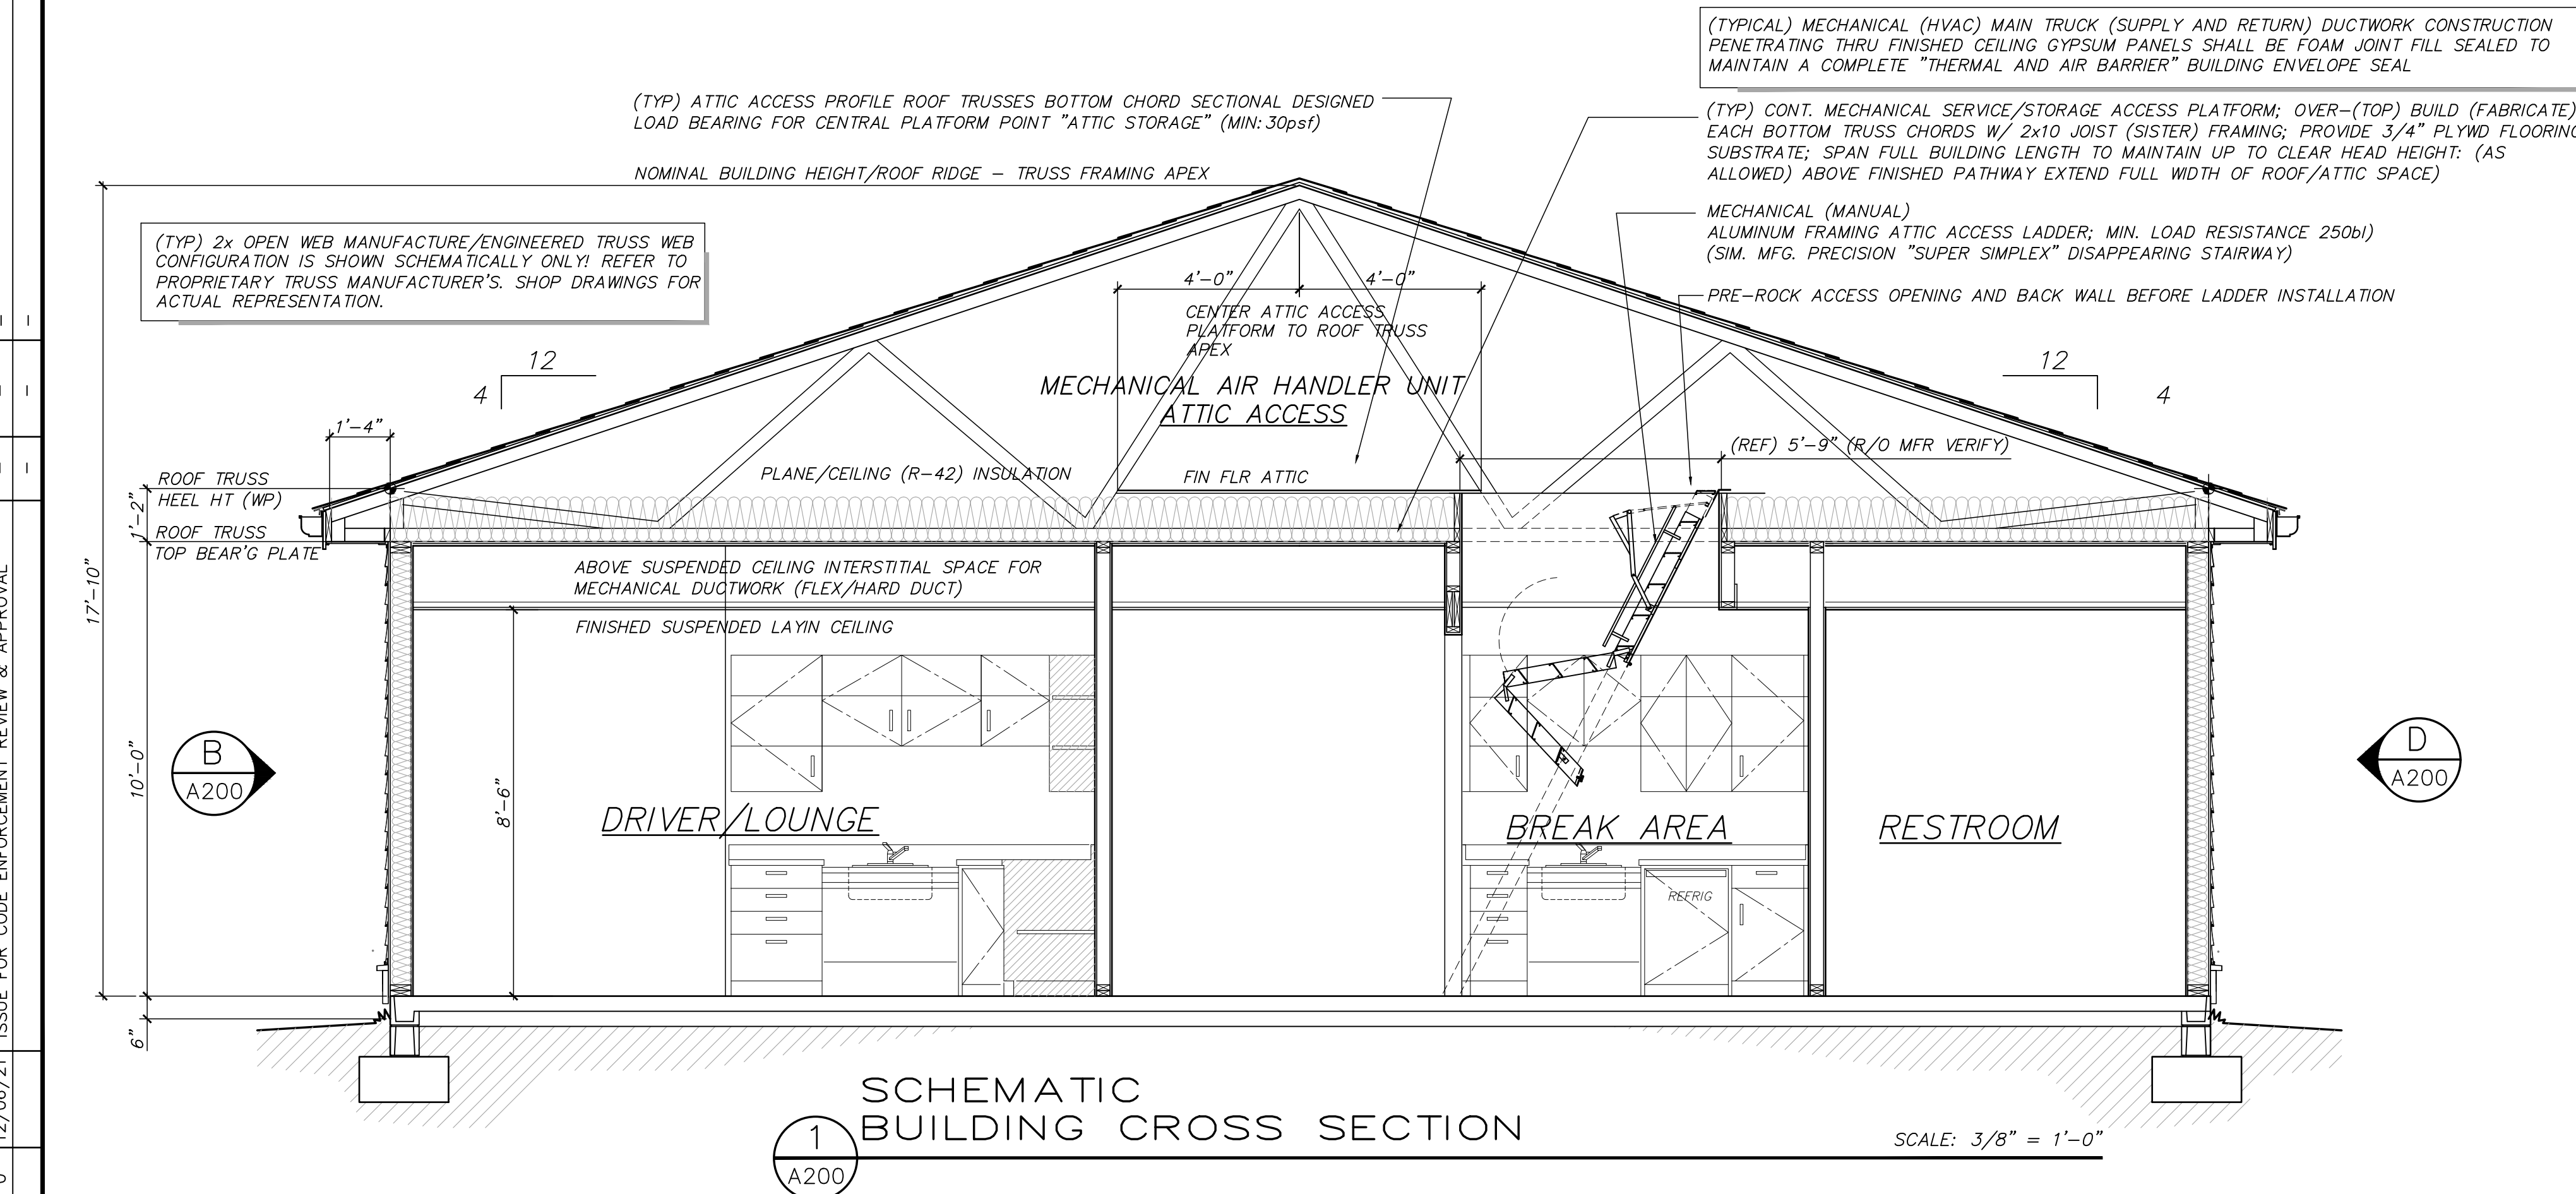 (TYPICAL) MECHANICAL (HVAC) MAIN TRUCK (SUPPLY AND RETURN) DUCTWORK CONSTRUCTION
PENETRATING THRU FINISHED CEILING GYPSUM PANELS SHALL BE FOAM JOINT FILL SEALED TO
MAINTAIN A COMPLETE "THERMAL AND AIR BARRIER" BUILDING ENVELOPE SEAL
(TYP) ATTIC ACCESS PROFILE ROOF TRUSSES BOTTOM CHORD SECTIONAL DESIGNED
LOAD BEARING FOR CENTRAL PLATFORM POINT "ATTIC STORAGE" (MIN: 30psf)
(TYP) CONT. MECHANICAL SERVICE/STORAGE ACCESS PLATFORM; OVER-(TOP) BUILD (FABRICATE)
EACH BOTTOM TRUSS CHORDS W/ 2x10 JOIST (SISTER) FRAMING; PROVIDE 3/4" PLYWD FLOORING
SUBSTRATE; SPAN FULL BUILDING LENGTH TO MAINTAIN UP TO CLEAR HEAD HEIGHT: (AS
ALLOWED) ABOVE FINISHED PATHWAY EXTEND FULL WIDTH OF ROOF/ATTIC SPACE)
NOMINAL BUILDING HEIGHT/ROOF RIDGE - TRUSS FRAMING APEX
MECHANICAL (MANUAL)
ALUMINUM FRAMING ATTIC ACCESS LADDER; MIN. LOAD RESISTANCE 250bl)
(SIM. MFG. PRECISION "SUPER SIMPLEX" DISAPPEARING STAIRWAY)
(TYP) 2x OPEN WEB MANUFACTURE/ENGINEERED TRUSS WEB
CONFIGURATION IS SHOWN SCHEMATICALLY ONLY! REFER TO
PROPRIETARY TRUSS MANUFACTURER'S. SHOP DRAWINGS FOR
ACTUAL REPRESENTATION.
PRE-ROCK ACCESS OPENING AND BACK WALL BEFORE LADDER INSTALLATION
4'-0"
4'-0"
CENTER ATTIC ACCESS
PLATFORM TO ROOF TRUSS
APEX
12
4
12
4
MECHANICAL AIR HANDLER UNIT
ATTIC ACCESS
1'-4"
(REF) 5'-9" (R/O MFR VERIFY)
PLANE/CEILING (R-42) INSULATION
FIN FLR ATTIC
ROOF TRUSS
HEEL HT (WP)
1'-2"
ROOF TRUSS
TOP BEAR'G PLATE
ABOVE SUSPENDED CEILING INTERSTITIAL SPACE FOR
MECHANICAL DUCTWORK (FLEX/HARD DUCT)
FINISHED SUSPENDED LAYIN CEILING
17'-10"
10'-0"
8'-6"
6"
B
A200
D
A200
DRIVER/LOUNGE
BREAK AREA
RESTROOM
REFRIG
SCHEMATIC
BUILDING CROSS SECTION
1
A200
SCALE: 3/8" = 1'-0"
12/06/21 ISSUE FOR CODE ENFORCEMENT REVIEW & APPROVAL